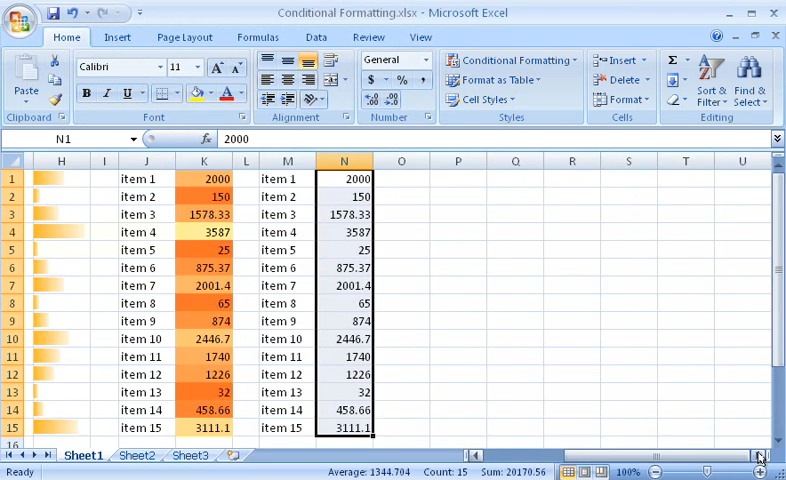 Conditional Formatting.xlsx - Microsoft Excel
Home Insert Page Layout Formulas Data Review View
Paste
Clipboard
Calibri 11
B I U
Font
Alignment
General
$ % ,
Number
Conditional Formatting
Format as Table
Cell Styles
Styles
Insert
Delete
Format
Cells
Σ
Sort & Filter
Find & Select
Editing
N1 fx 2000
H I J K L M N O P Q R S T U
1 item 1 2000 item 1 2000
2 item 2 150 item 2 150
3 item 3 1578.33 item 3 1578.33
4 item 4 3587 item 4 3587
5 item 5 25 item 5 25
6 item 6 875.37 item 6 875.37
7 item 7 2001.4 item 7 2001.4
8 item 8 65 item 8 65
9 item 9 874 item 9 874
10 item 10 2446.7 item 10 2446.7
11 item 11 1740 item 11 1740
12 item 12 1226 item 12 1226
13 item 13 32 item 13 32
14 item 14 458.66 item 14 458.66
15 item 15 3111.1 item 15 3111.1
16
Sheet1 Sheet2 Sheet3
Ready Average: 1344.704 Count: 15 Sum: 20170.56 100%